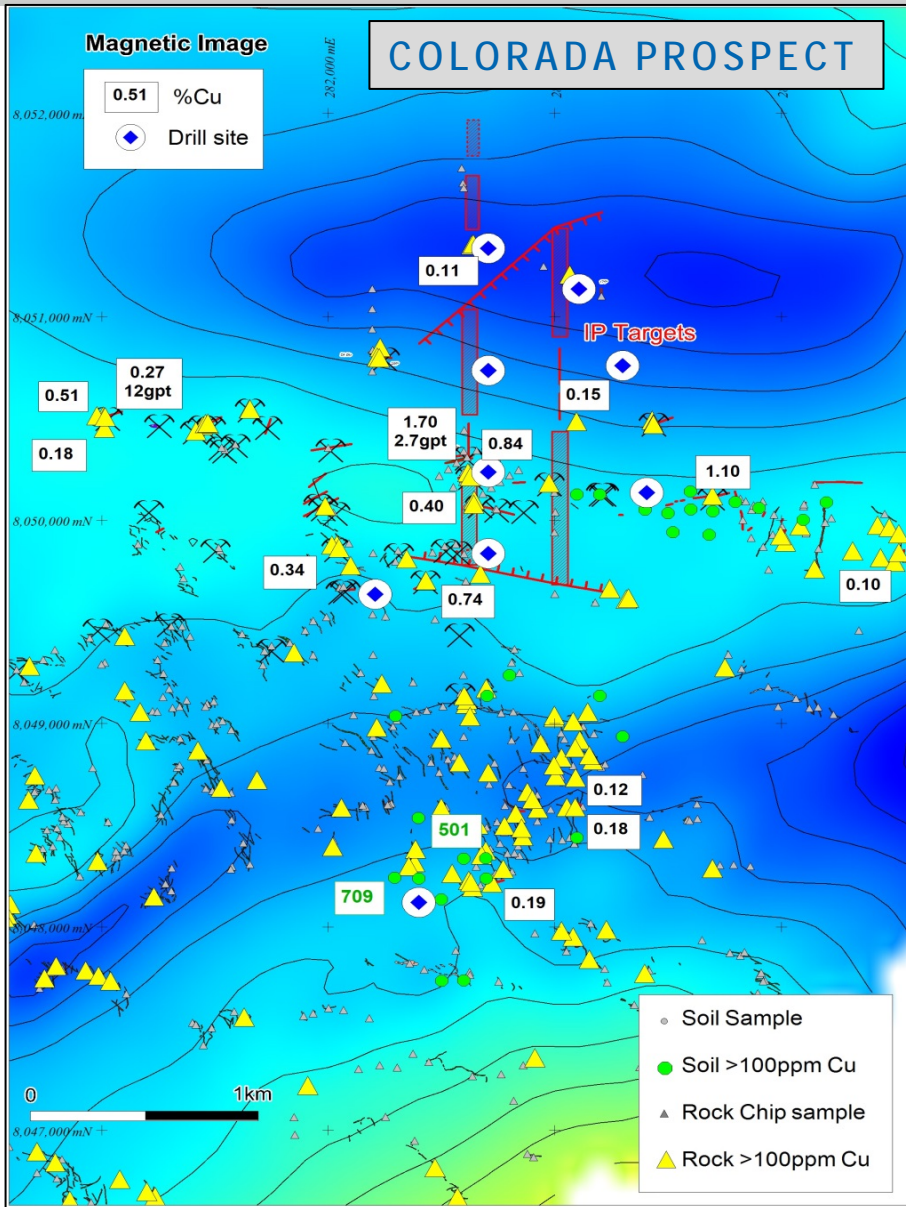 COLORADA PROSPECT
Magnetic Image
0.51 %Cu
Drill site
282,000 mE
8,052,000 mN
0.11
8,051,000 mN
IP Targets
0.27
12gpt
0.51
0.15
1.70
2.7gpt
0.84
0.18
1.10
0.40
8,050,000 mN
0.34
0.74
0.10
8,049,000 mN
0.12
501
0.18
709
0.19
8,048,000 mN
Soil Sample
Soil >100ppm Cu
0 1km
Rock Chip sample
8,047,000 mN
Rock >100ppm Cu